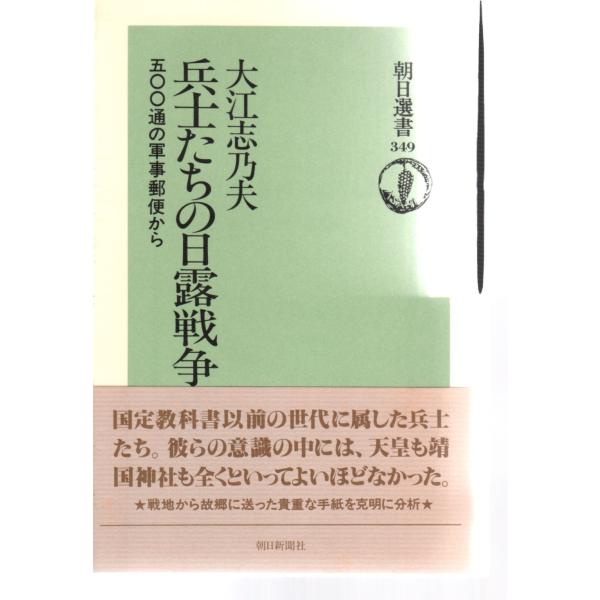 朝日選書
349
大江志乃夫
兵士たちの日露戦争
五〇〇通の軍事郵便から
国定教科書以前の世代に属した兵士
たち。彼らの意識の中には、天皇も靖
国神社も全くといってよいほどなかった。
★戦地から故郷に送った貴重な手紙を克明に分析★
朝日新聞社